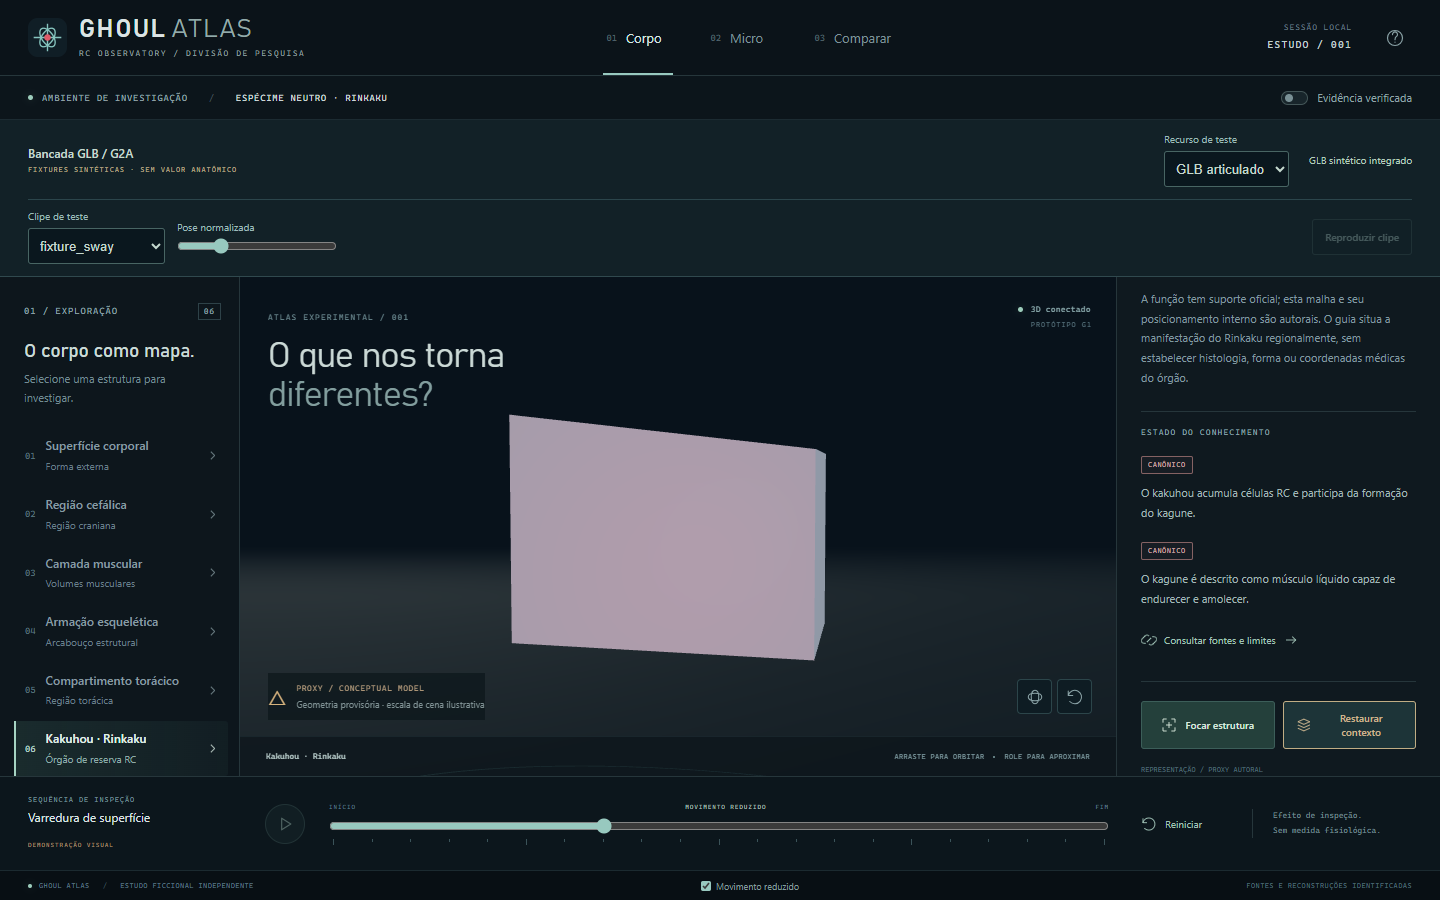 GHOUL ATLAS
RC OBSERVATORY / DIVISÃO DE PESQUISA
01 Corpo
02 Micro
03 Comparar
SESSÃO LOCAL
ESTUDO / 001
AMBIENTE DE INVESTIGAÇÃO / ESPÉCIME NEUTRO · RINKAKU
Evidência verificada
Bancada GLB / G2A
FIXTURES SINTÉTICAS · SEM VALOR ANATÔMICO
Recurso de teste
GLB articulado
GLB sintético integrado
Clipe de teste
fixture_sway
Pose normalizada
Reproduzir clipe
01 / EXPLORAÇÃO
06
O corpo como mapa.
Selecione uma estrutura para
investigar.
01 Superfície corporal
Forma externa
02 Região cefálica
Região craniana
03 Camada muscular
Volumes musculares
04 Armação esquelética
Arcabouço estrutural
05 Compartimento torácico
Região torácica
06 Kakuhou · Rinkaku
Órgão de reserva RC
ATLAS EXPERIMENTAL / 001
O que nos torna
diferentes?
3D conectado
PROTÓTIPO G1
PROXY / CONCEPTUAL MODEL
Geometria provisória · escala de cena ilustrativa
Kakuhou · Rinkaku
ARRASTE PARA ORBITAR • ROLE PARA APROXIMAR
A função tem suporte oficial; esta malha e seu
posicionamento interno são autorais. O guia situa a
manifestação do Rinkaku regionalmente, sem
estabelecer histologia, forma ou coordenadas médicas
do órgão.
ESTADO DO CONHECIMENTO
CANÔNICO
O kakuhou acumula células RC e participa da formação
do kagune.
CANÔNICO
O kagune é descrito como músculo líquido capaz de
endurecer e amolecer.
Consultar fontes e limites
Focar estrutura
Restaurar
contexto
REPRESENTAÇÃO / PROXY AUTORAL
SEQUÊNCIA DE INSPEÇÃO
Varredura de superfície
DEMONSTRAÇÃO VISUAL
INÍCIO
MOVIMENTO REDUZIDO
FIM
Reiniciar
Efeito de inspeção.
Sem medida fisiológica.
GHOUL ATLAS / ESTUDO FICCIONAL INDEPENDENTE
Movimento reduzido
FONTES E RECONSTRUÇÕES IDENTIFICADAS